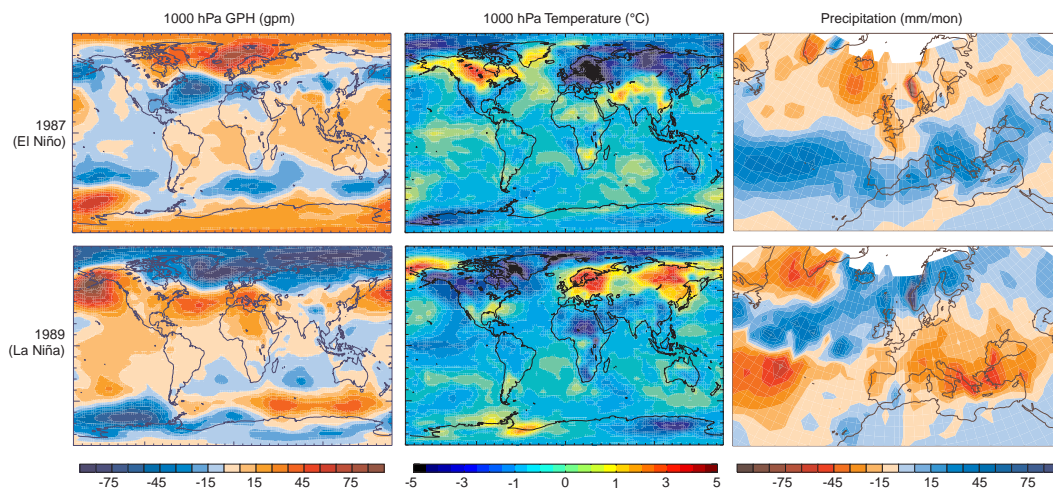 1000 hPa GPH (gpm)
1000 hPa Temperature (°C)
Precipitation (mm/mon)
1987
(El Niño)
1989
(La Niña)
-75 -45 -15 15 45 75
-5 -3 -1 0 1 3 5
-75 -45 -15 15 45 75